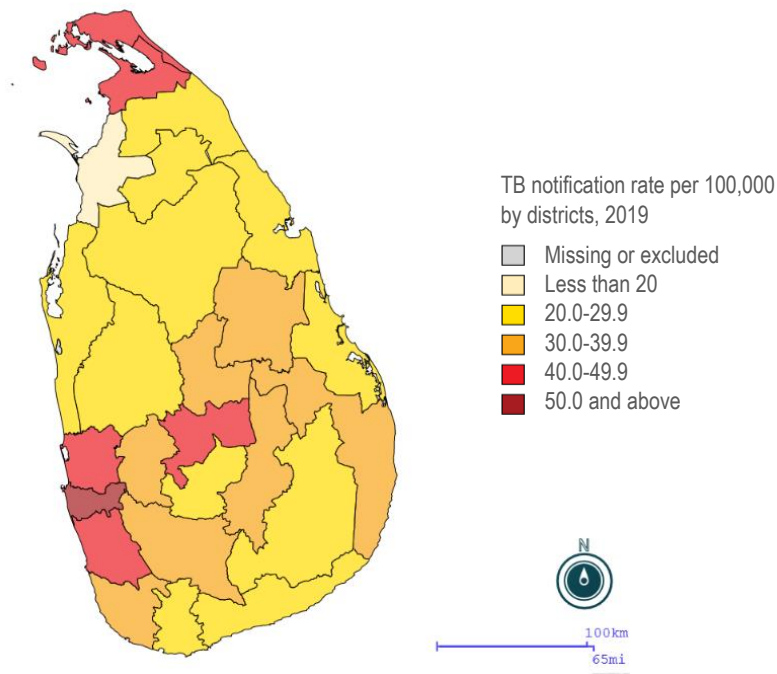 TB notification rate per 100,000
by districts, 2019
Missing or excluded
Less than 20
20.0-29.9
30.0-39.9
40.0-49.9
50.0 and above
N
100km
65mi